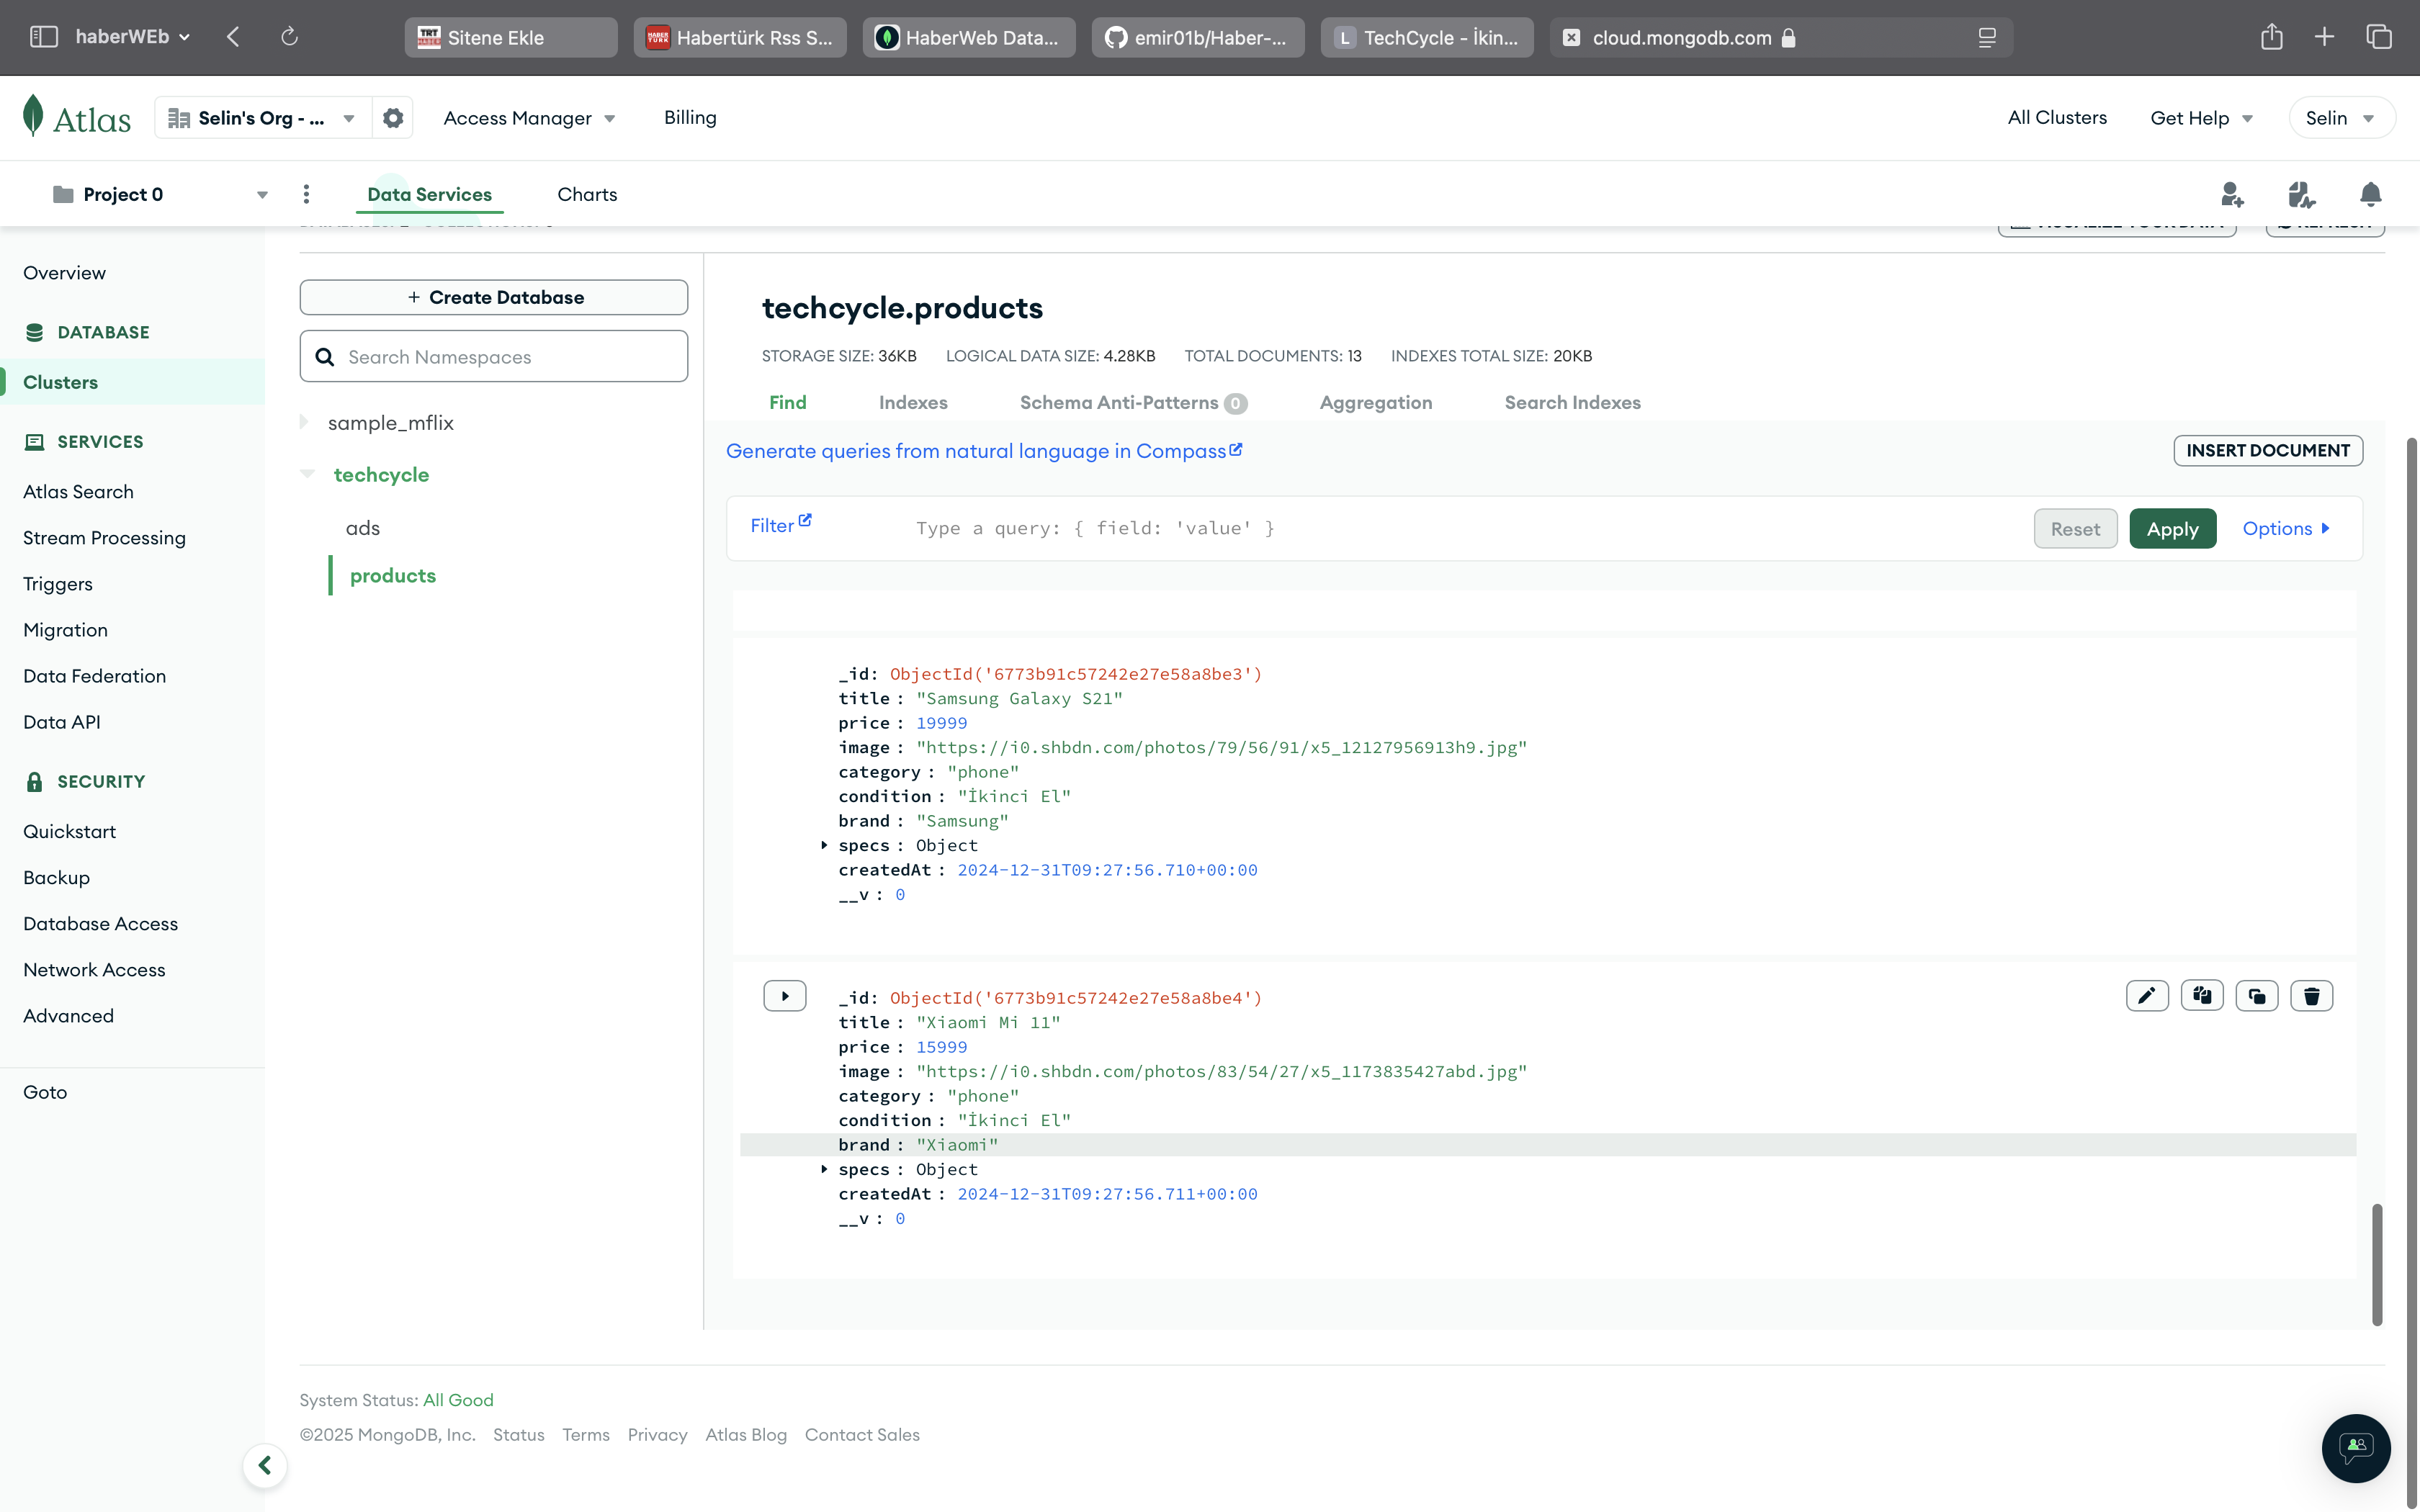 haberWEb
Sitene Ekle
Habertürk Rss S...
HaberWeb Data...
emir01b/Haber-...
L TechCycle - İkin...
cloud.mongodb.com
Atlas
Selin's Org - ...
Access Manager
Billing
All Clusters
Get Help
Selin
Project 0
Data Services
Charts
VISUALIZE YOUR DATA
REFRESH
Overview
DATABASE
Clusters
SERVICES
Atlas Search
Stream Processing
Triggers
Migration
Data Federation
Data API
SECURITY
Quickstart
Backup
Database Access
Network Access
Advanced
Goto
+ Create Database
Search Namespaces
sample_mflix
techcycle
ads
products
techcycle.products
STORAGE SIZE: 36KB LOGICAL DATA SIZE: 4.28KB TOTAL DOCUMENTS: 13 INDEXES TOTAL SIZE: 20KB
Find
Indexes
Schema Anti-Patterns 0
Aggregation
Search Indexes
Generate queries from natural language in Compass
INSERT DOCUMENT
Filter
Type a query: { field: 'value' }
Reset
Apply
Options
_id: ObjectId('6773b91c57242e27e58a8be3')
title : "Samsung Galaxy S21"
price : 19999
image : "https://i0.shbdn.com/photos/79/56/91/x5_12127956913h9.jpg"
category : "phone"
condition : "İkinci El"
brand : "Samsung"
specs : Object
createdAt : 2024-12-31T09:27:56.710+00:00
__v : 0
_id: ObjectId('6773b91c57242e27e58a8be4')
title : "Xiaomi Mi 11"
price : 15999
image : "https://i0.shbdn.com/photos/83/54/27/x5_1173835427abd.jpg"
category : "phone"
condition : "İkinci El"
brand : "Xiaomi"
specs : Object
createdAt : 2024-12-31T09:27:56.711+00:00
__v : 0
System Status: All Good
©2025 MongoDB, Inc. Status Terms Privacy Atlas Blog Contact Sales